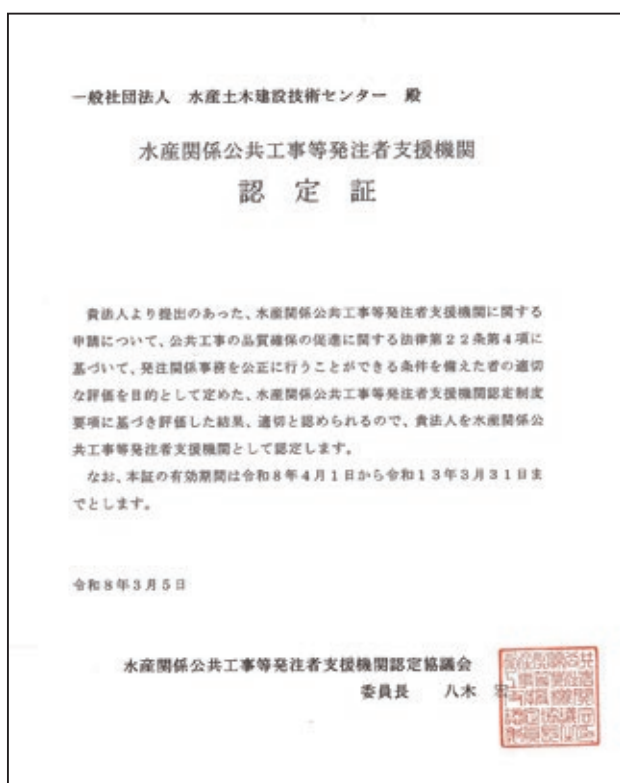 一般社団法人 水産土木建設技術センター 殿
水産関係公共工事等発注者支援機関
認 定 証
貴法人より提出のあった、水産関係公共工事等発注者支援機関に関する
申請について、公共工事の品質確保の促進に関する法律第22条第4項に
基づいて、発注関係事務を公正に行うことができる条件を備えた者の適切
な評価を目的として定めた、水産関係公共工事等発注者支援機関認定制度
要項に基づき評価した結果、適切と認められるので、貴法人を水産関係公
共工事等発注者支援機関として認定します。
なお、本証の有効期間は令和8年4月1日から令和13年3月31日ま
でとします。
令和8年3月5日
水産関係公共工事等発注者支援機関認定協議会
委員長 八木